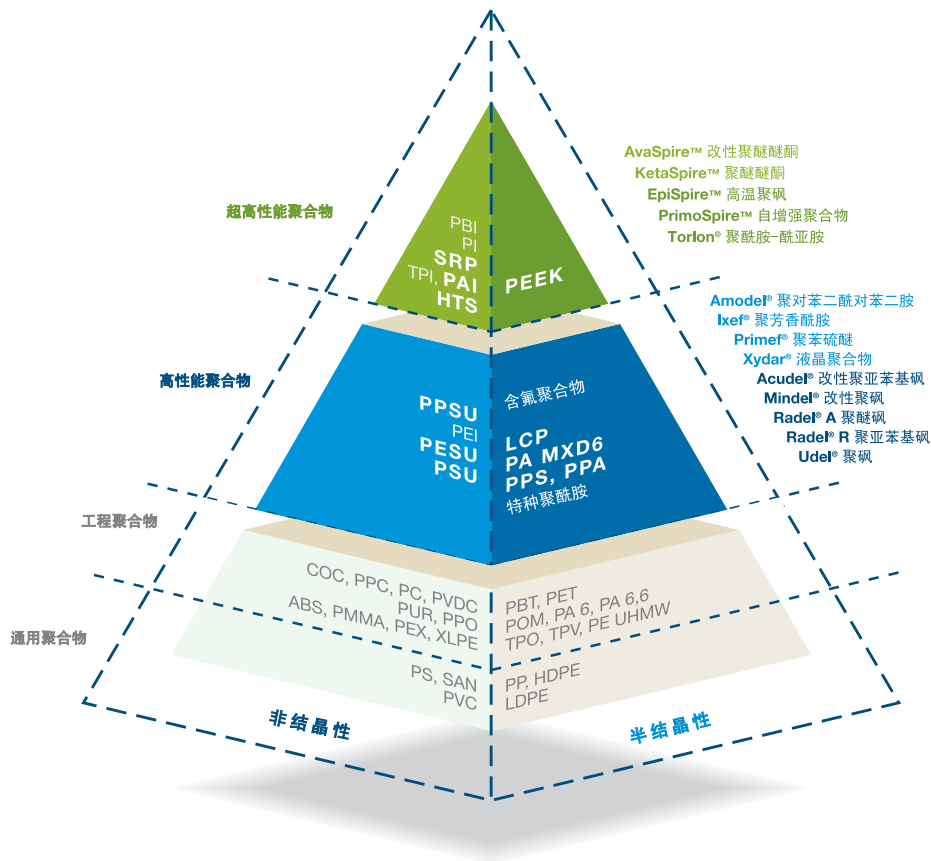 AvaSpire™ 改性聚醚醚酮
KetaSpire™ 聚醚醚酮
EpiSpire™ 高温聚砜
PrimoSpire™ 自增强聚合物
Torlon® 聚酰胺-酰亚胺
超高性能聚合物
PBI
PI
SRP
TPI, PAI
HTS
PEEK
Amodel® 聚对苯二酰对苯二胺
Ixef® 聚芳香酰胺
Primef® 聚苯硫醚
Xydar® 液晶聚合物
Acudel® 改性聚亚苯基砜
Mindel® 改性聚砜
Radel® A 聚醚砜
Radel® R 聚亚苯基砜
Udel® 聚砜
高性能聚合物
PPSU
PEI
PESU
PSU
含氟聚合物
LCP
PA MXD6
PPS, PPA
特种聚酰胺
工程聚合物
COC, PPC, PC, PVDC
PUR, PPO
ABS, PMMA, PEX, XLPE
PBT, PET
POM, PA 6, PA 6,6
TPO, TPV, PE UHMW
通用聚合物
PS, SAN
PVC
PP, HDPE
LDPE
非结晶性
半结晶性